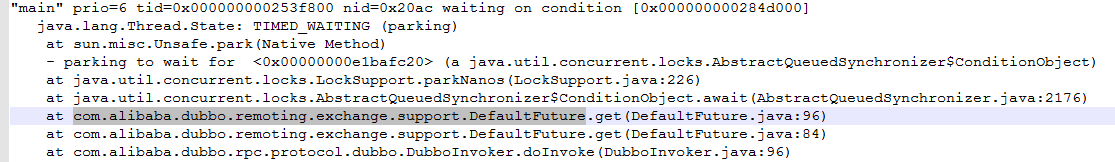 "main" prio=6 tid=0x000000000253f800 nid=0x20ac waiting on condition [0x000000000284d000]
java.lang.Thread.State: TIMED_WAITING (parking)
at sun.misc.Unsafe.park(Native Method)
- parking to wait for  <0x00000000e1bafc20> (a java.util.concurrent.locks.AbstractQueuedSynchronizer$ConditionObject)
at java.util.concurrent.locks.LockSupport.parkNanos(LockSupport.java:226)
at java.util.concurrent.locks.AbstractQueuedSynchronizer$ConditionObject.await(AbstractQueuedSynchronizer.java:2176)
at com.alibaba.dubbo.remoting.exchange.support.DefaultFuture.get(DefaultFuture.java:96)
at com.alibaba.dubbo.remoting.exchange.support.DefaultFuture.get(DefaultFuture.java:84)
at com.alibaba.dubbo.rpc.protocol.dubbo.DubboInvoker.doInvoke(DubboInvoker.java:96)